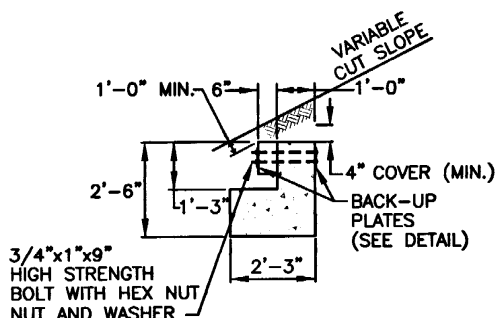 VARIABLE
CUT SLOPE
1'-0" MIN. 6" 1'-0"
4" COVER (MIN.)
2'-6"
1'-3"
BACK-UP
PLATES
(SEE DETAIL)
3/4"x1"x9"
HIGH STRENGTH
BOLT WITH HEX NUT
NUT AND WASHER
2'-3"